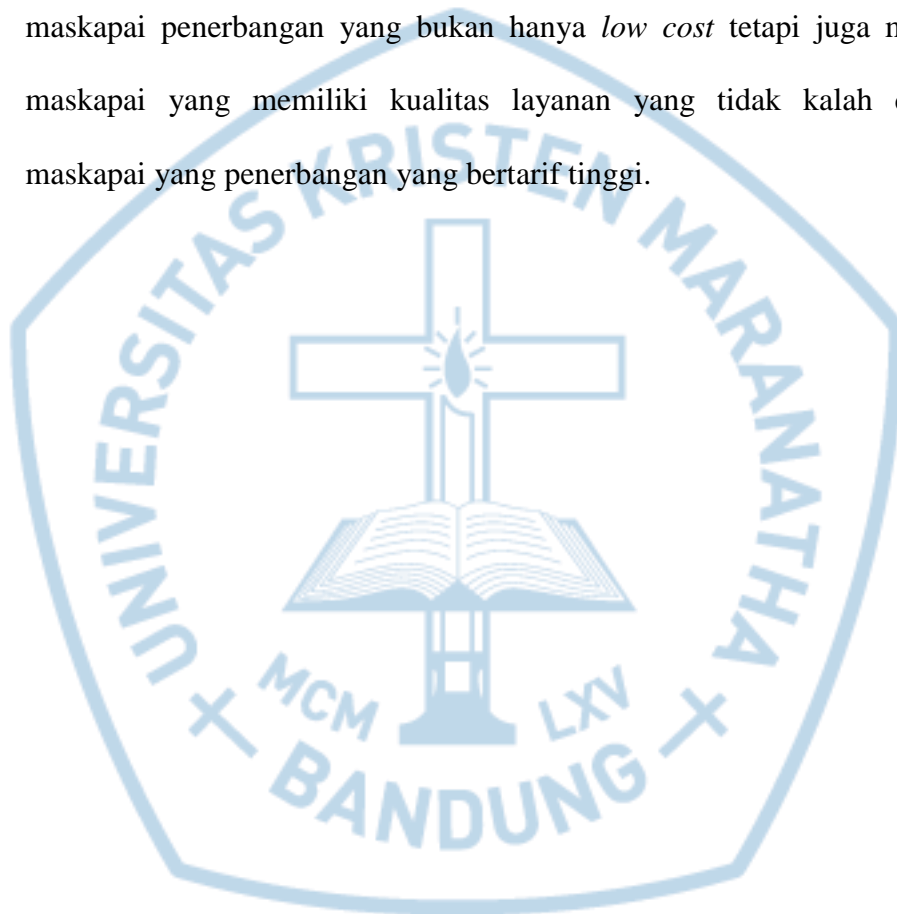 maskapai penerbangan yang bukan hanya low cost tetapi juga
maskapai yang memiliki kualitas layanan yang tidak kalah
maskapai yang penerbangan yang bertarif tinggi.
UNIVERSITAS KRISTEN MARANATHA
MCM LXV
BANDUNG